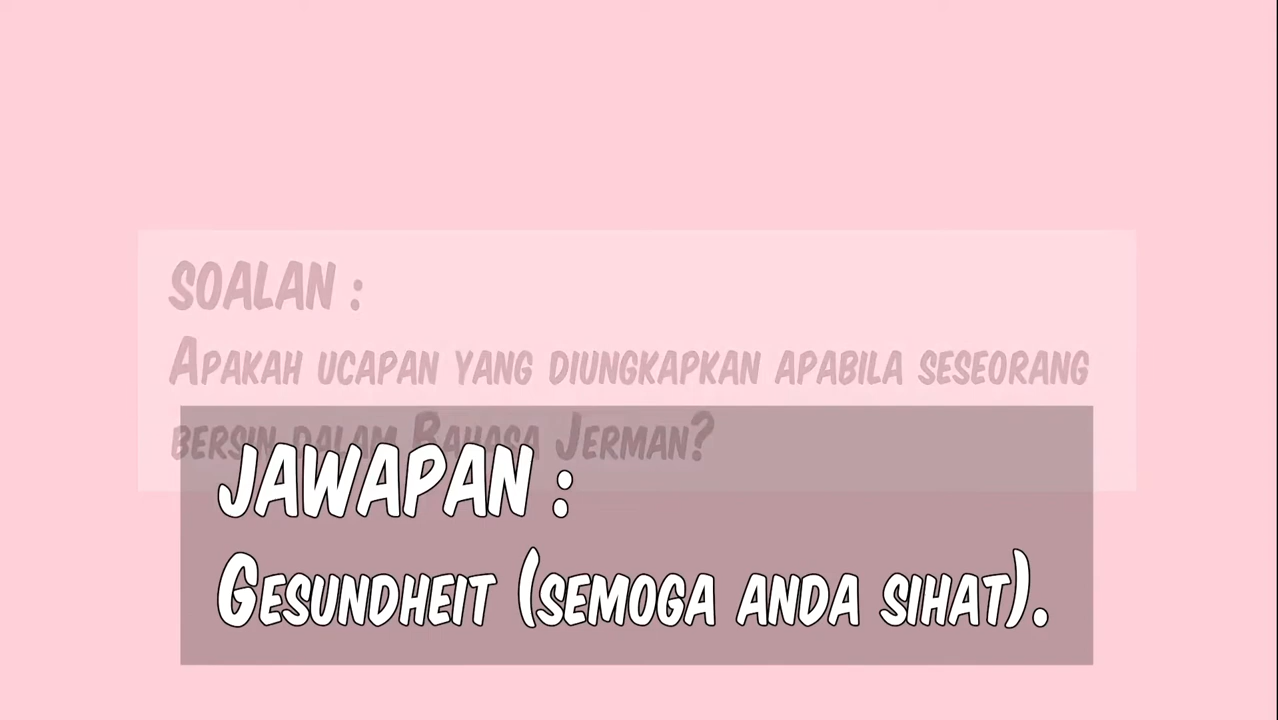 SOALAN :
APAKAH UCAPAN YANG DIUNGKAPKAN APABILA SESEORANG
BERSIN DALAM BAHASA JERMAN?
JAWAPAN :
GESUNDHEIT (SEMOGA ANDA SIHAT).